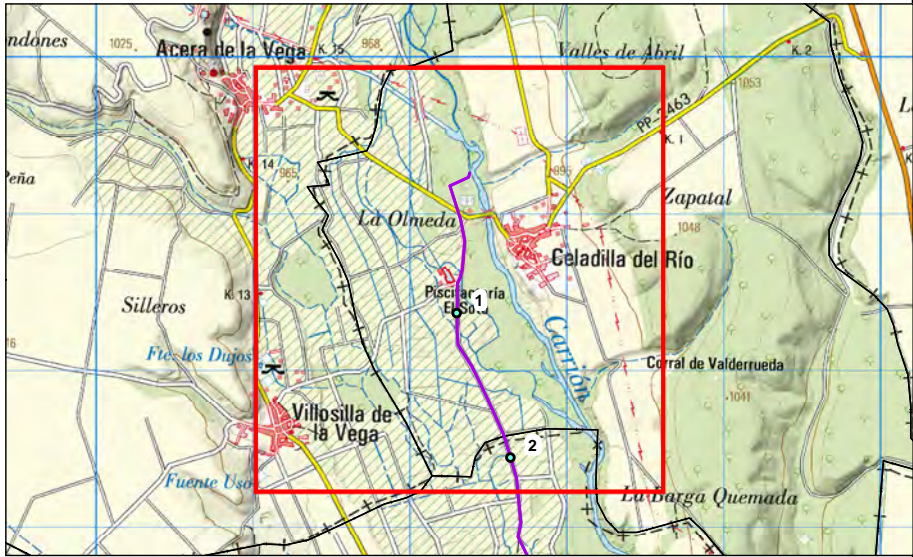 ndones
1025
Acera de la Vega
K. 15
968
Valles de Abril
K. 2
1053
PP-2463
K. 1
K. 14
965
Peña
995
Zapatal
La Olmeda
1048
Celadilla del Río
Silleros
K. 13
Piscifactoría
El Soto
1
Carrión
16
Fte. los Dujos
K
Corral de Valderrueda
1041
Villosilla de
la Vega
2
Fuente Uso
La Barga Quemada